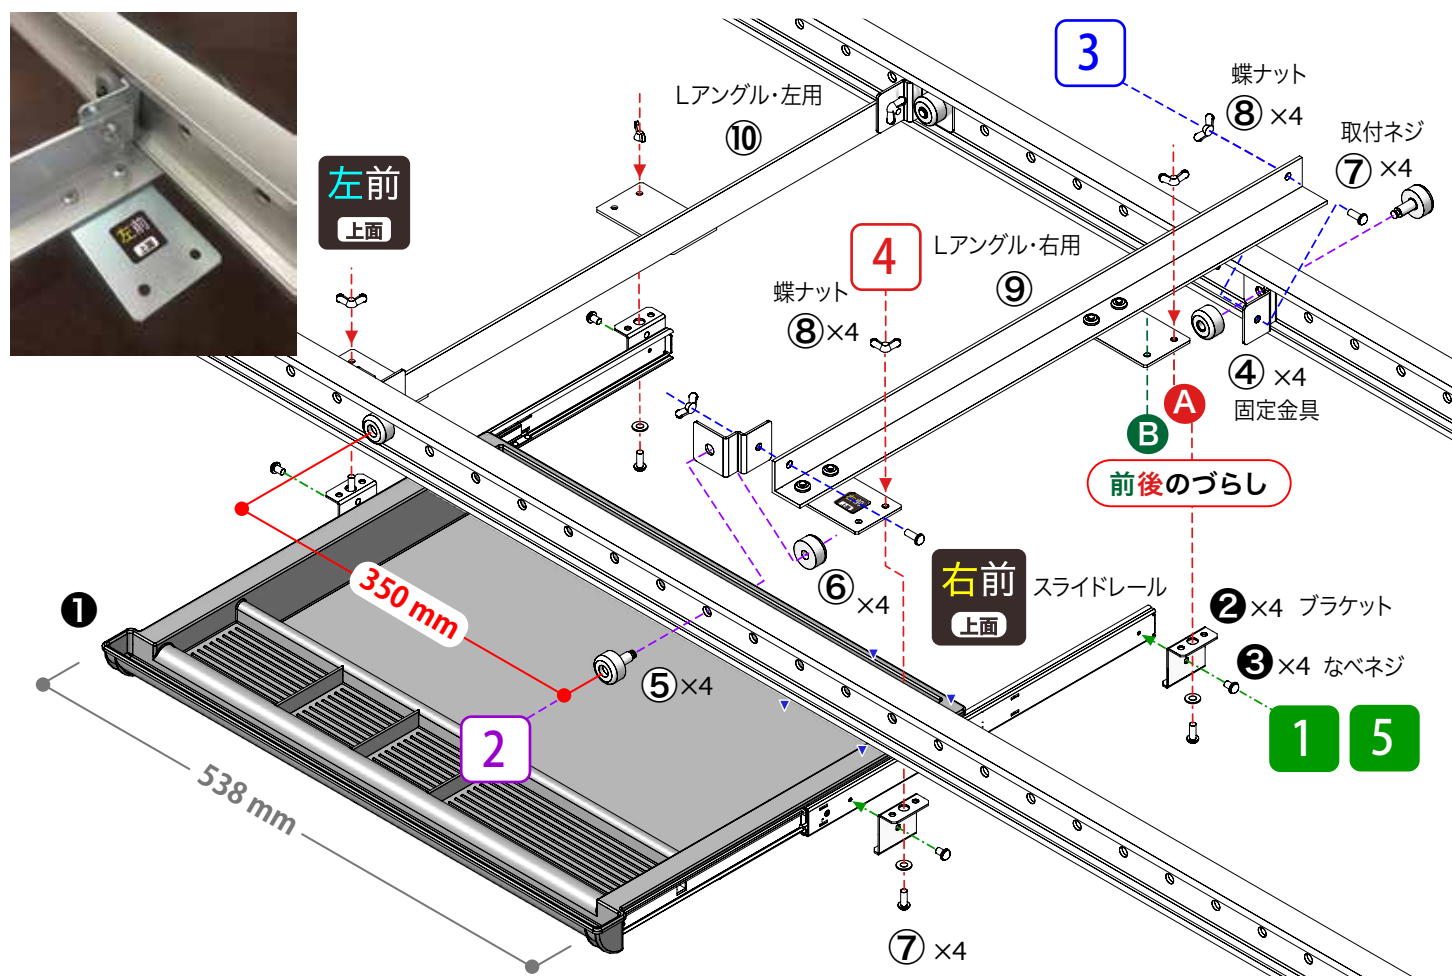 3
蝶ナット
⑧ ×4
取付ネジ
⑦ ×4
Lアングル・左用
⑩
左前
上面
左前
上面
4
Lアングル・右用
⑨
蝶ナット
⑧ ×4
④ ×4
固定金具
A
B
前後のづらし
350 mm
⑥ ×4
右前
上面
スライドレール
❷ ×4 ブラケット
❸ ×4 なべネジ
❶
⑤ ×4
2
1 5
538 mm
⑦ ×4